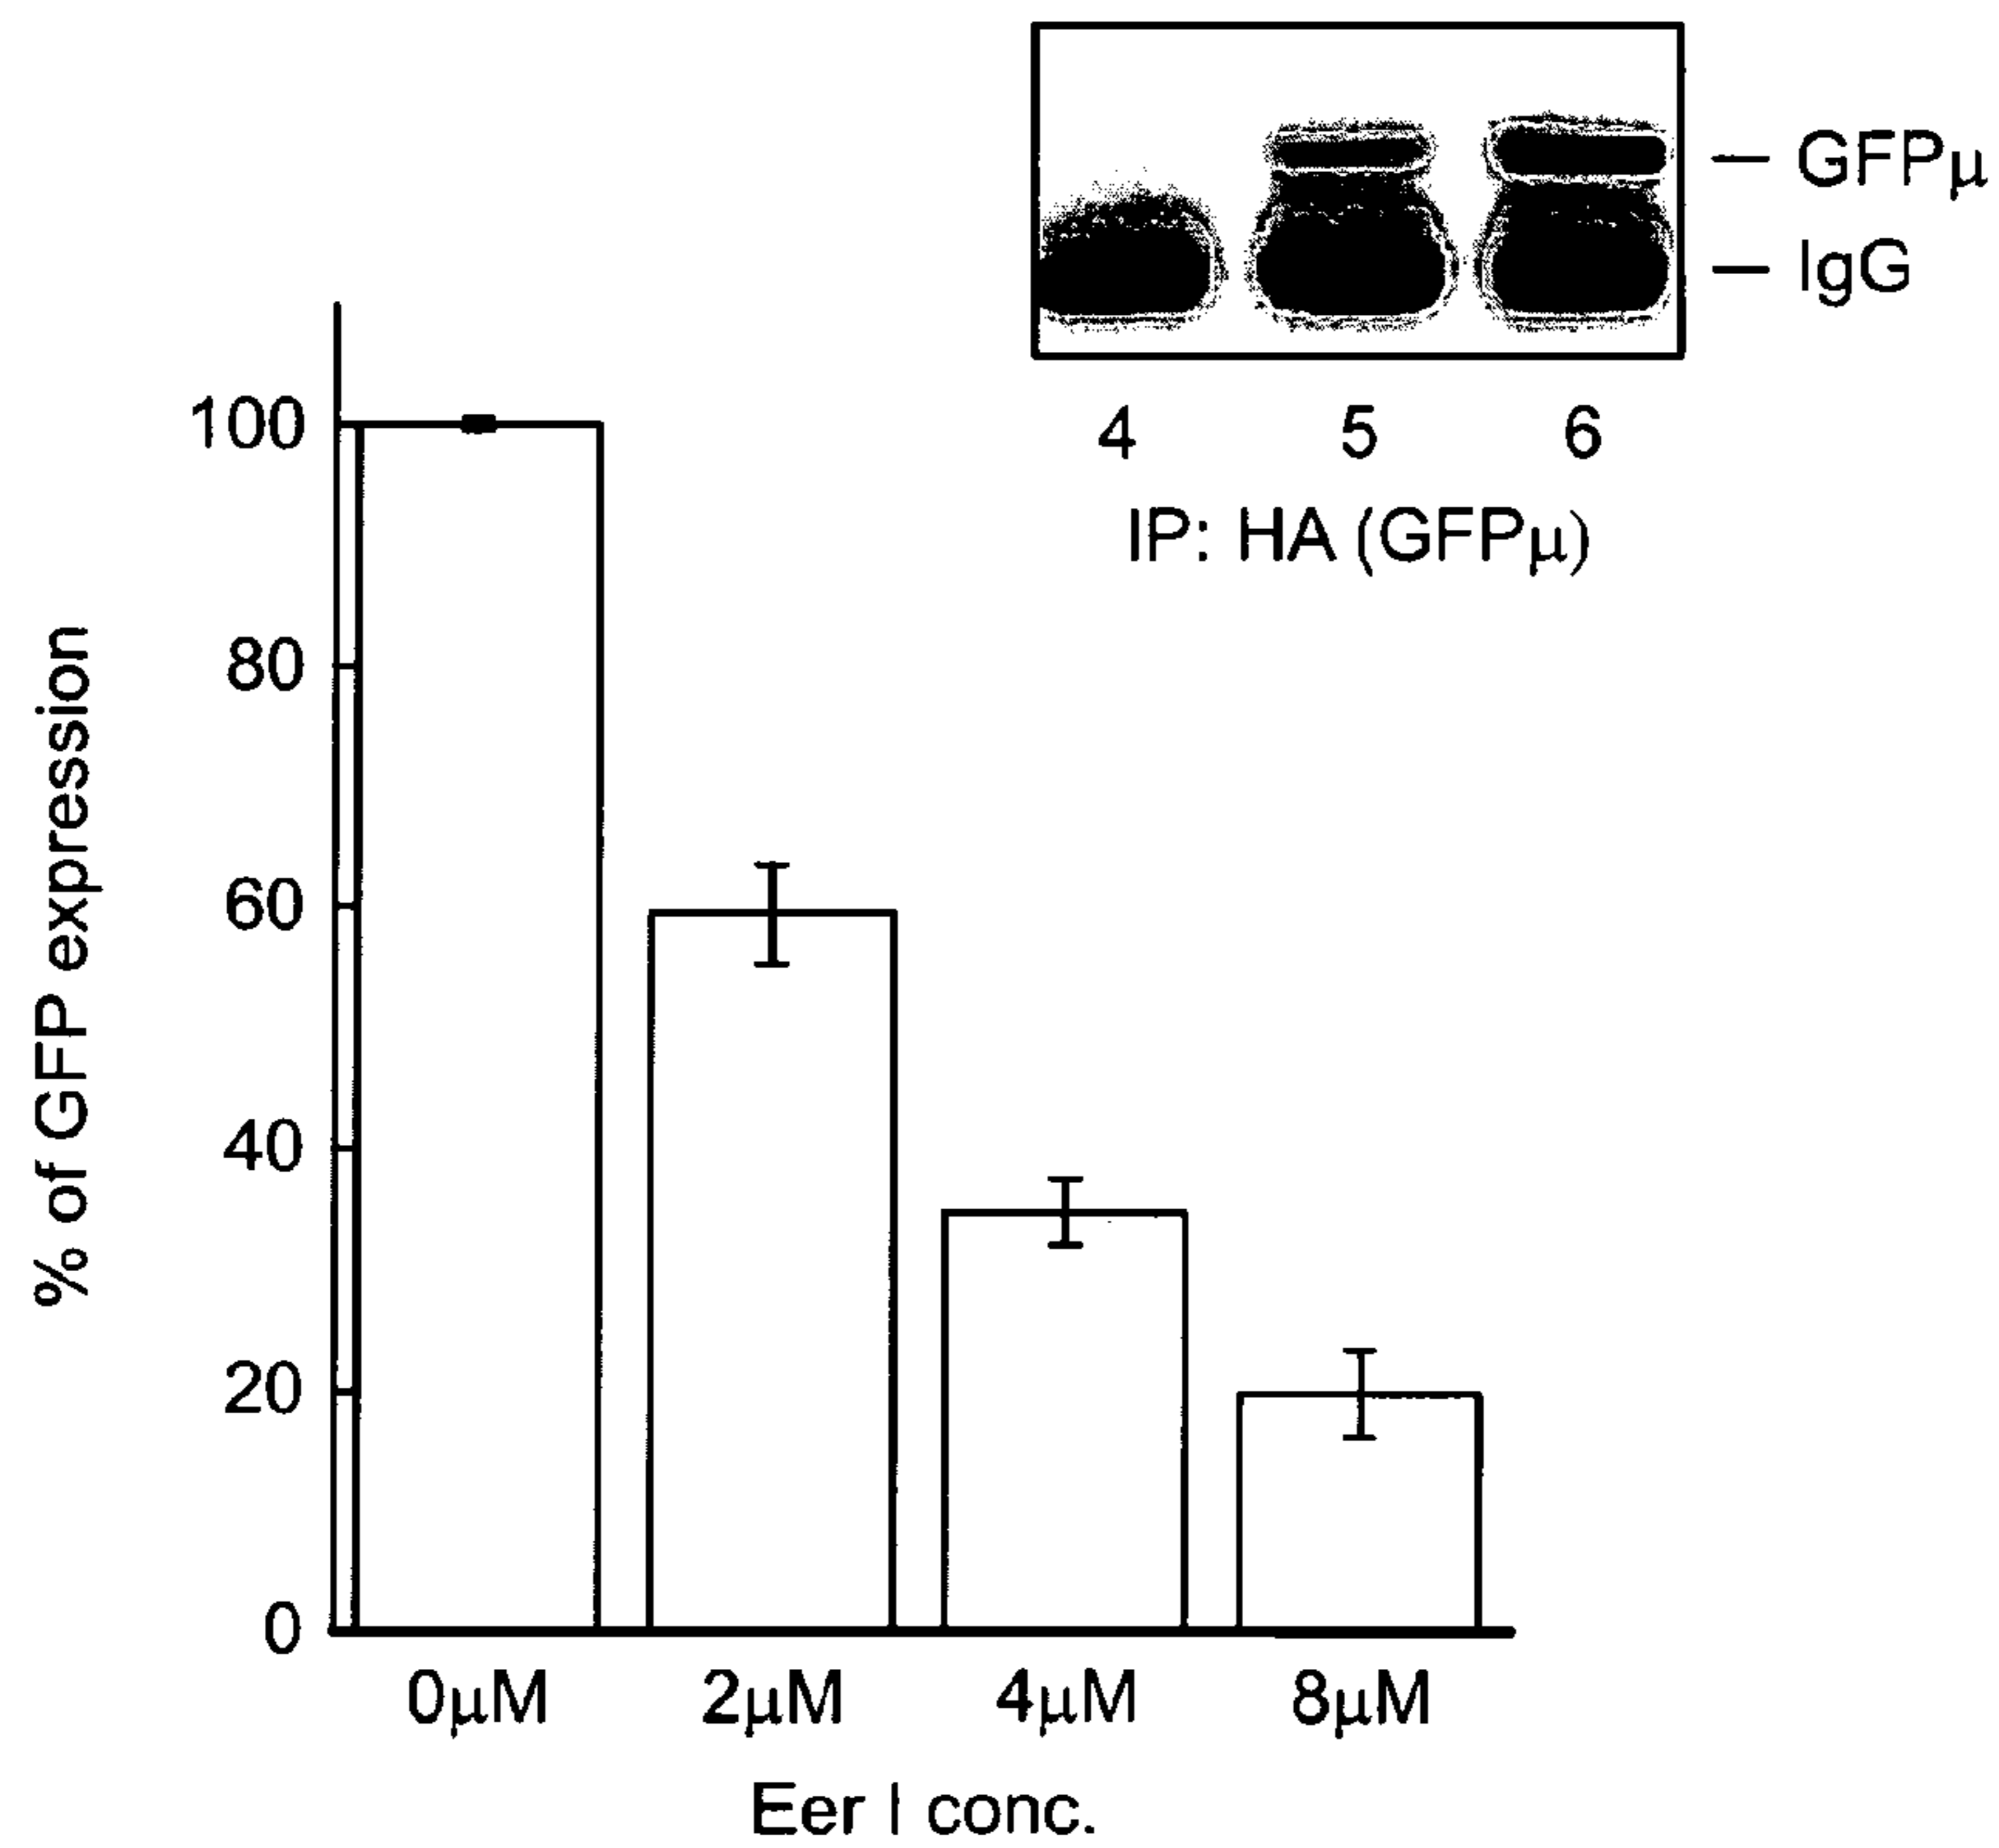 GFPμ
IgG
4 5 6
IP: HA (GFPμ)
% of GFP expression
100
80
60
40
20
0
0μM 2μM 4μM 8μM
Eer I conc.